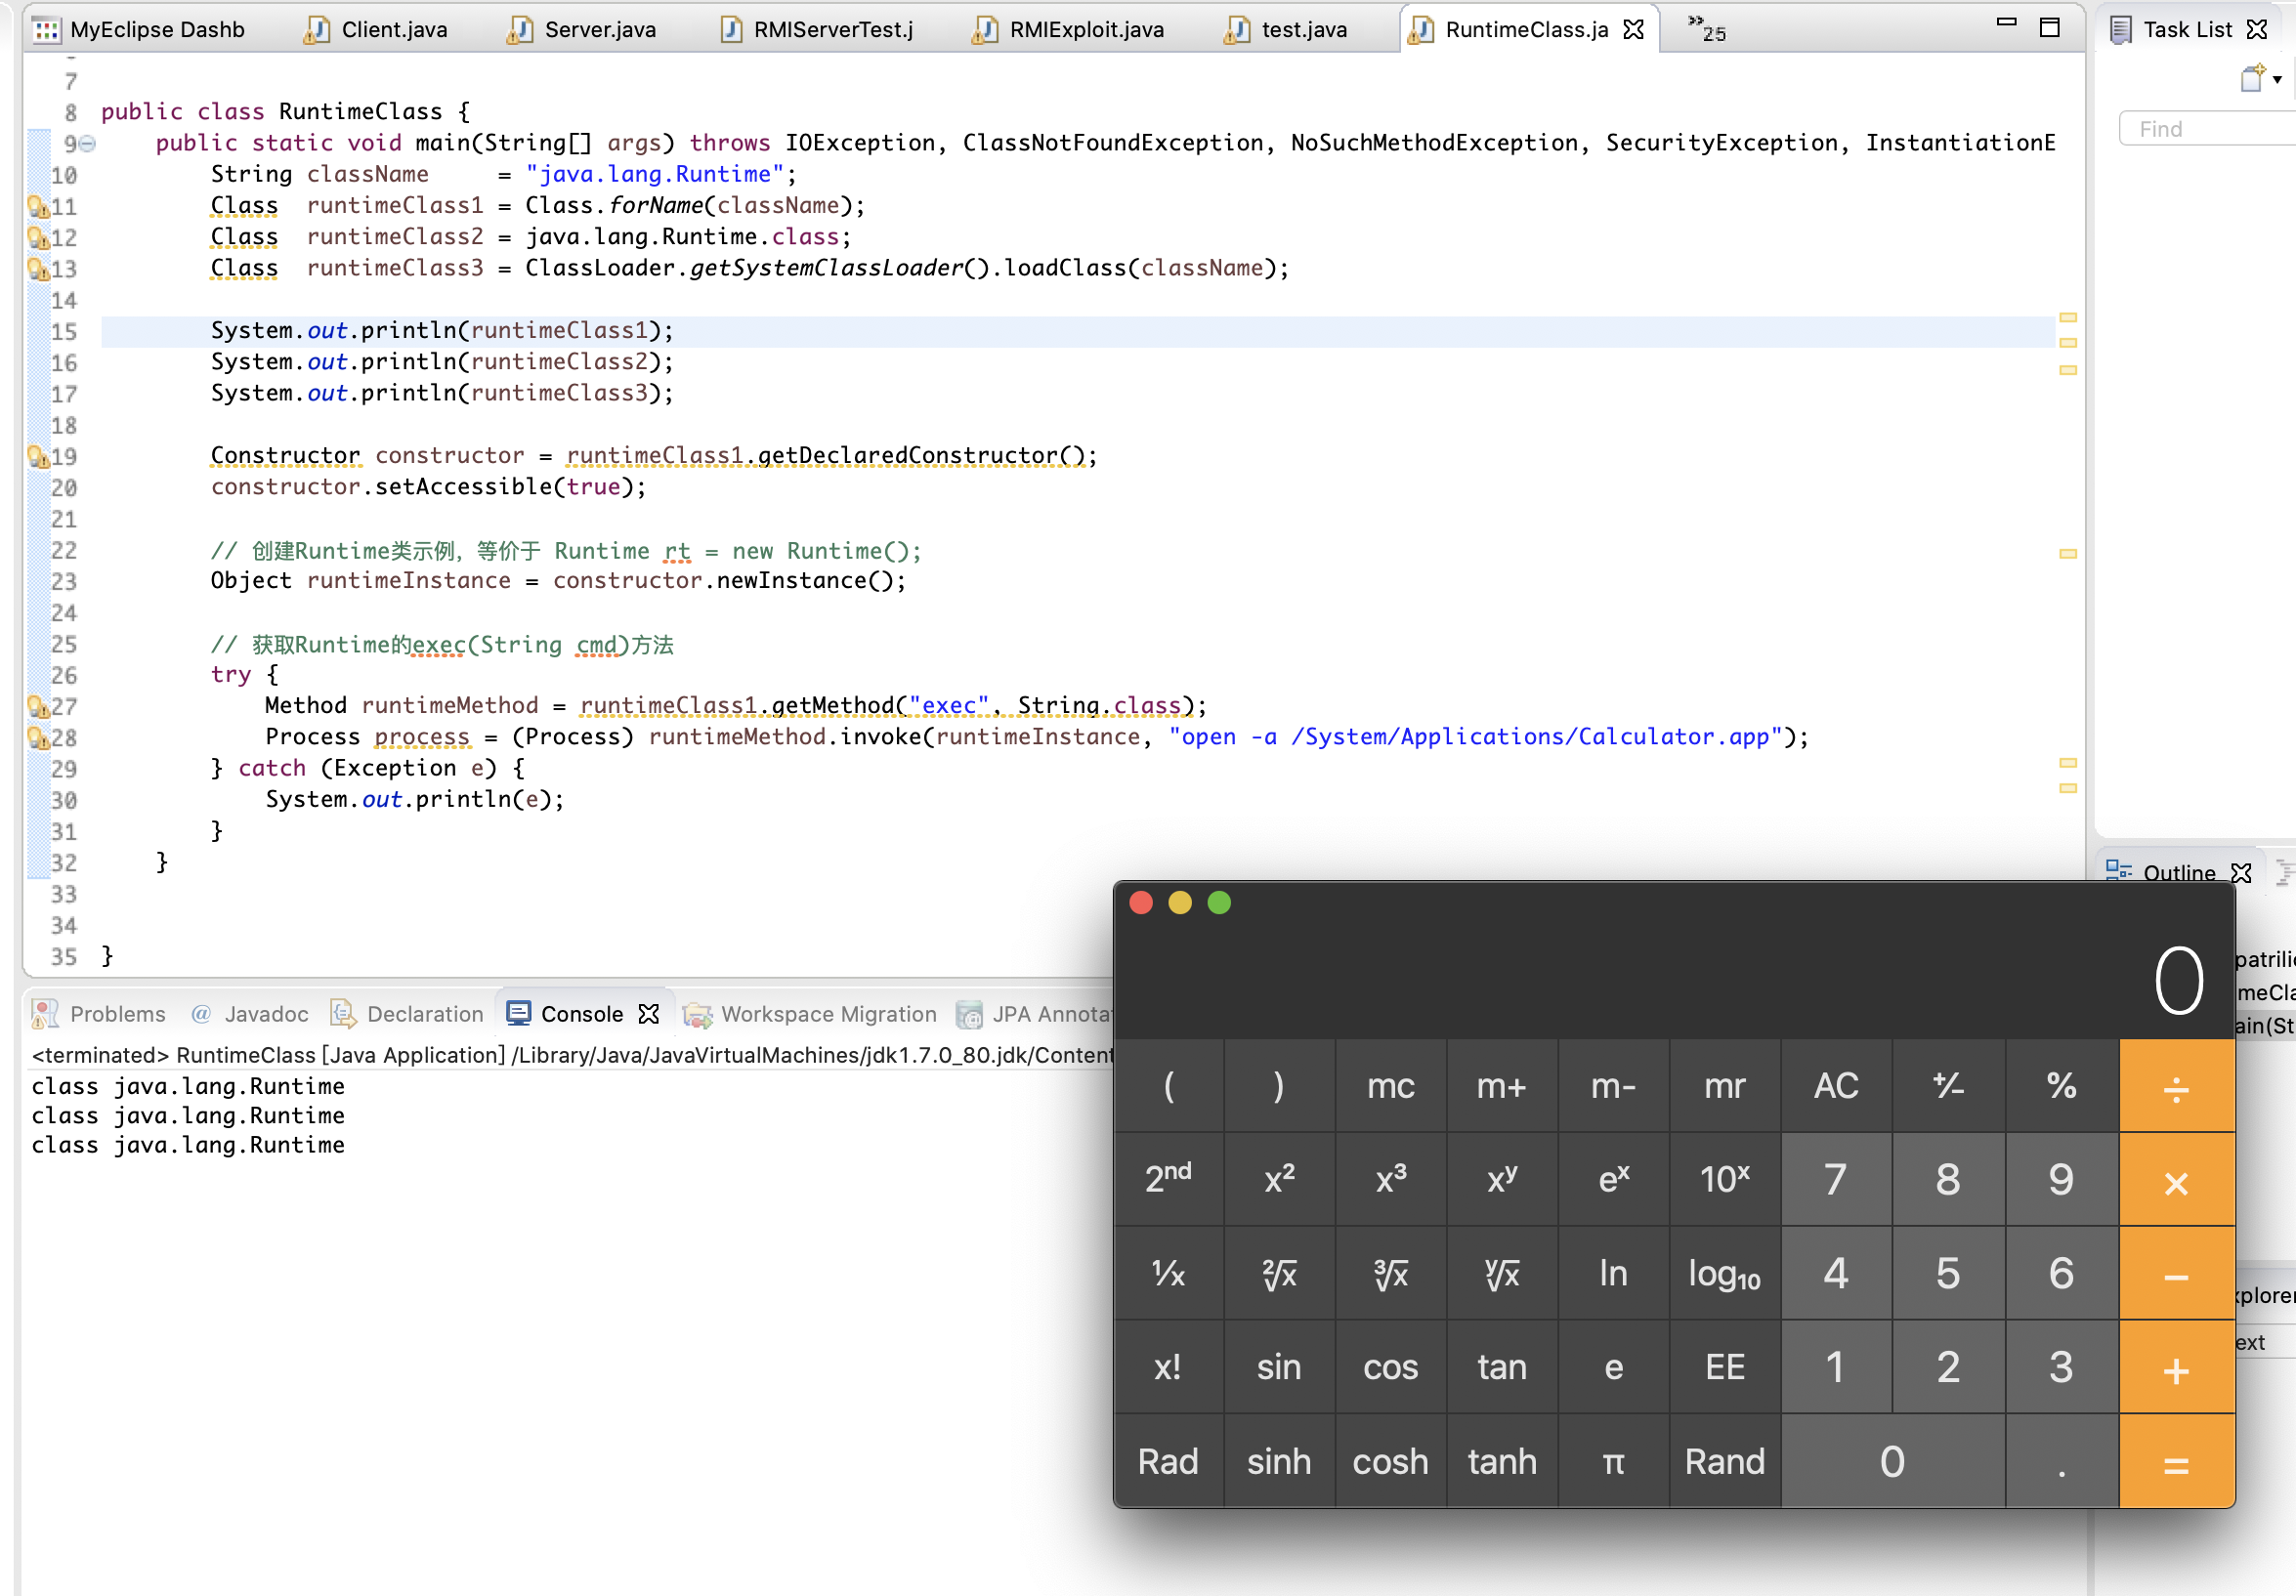 MyEclipse Dashb Client.java Server.java RMIServerTest.j RMIExploit.java test.java RuntimeClass.ja »25 Task List
Find
7
8 public class RuntimeClass {
9 public static void main(String[] args) throws IOException, ClassNotFoundException, NoSuchMethodException, SecurityException, InstantiationE
10 String className = "java.lang.Runtime";
11 Class runtimeClass1 = Class.forName(className);
12 Class runtimeClass2 = java.lang.Runtime.class;
13 Class runtimeClass3 = ClassLoader.getSystemClassLoader().loadClass(className);
14
15 System.out.println(runtimeClass1);
16 System.out.println(runtimeClass2);
17 System.out.println(runtimeClass3);
18
19 Constructor constructor = runtimeClass1.getDeclaredConstructor();
20 constructor.setAccessible(true);
21
22 // 创建Runtime类示例，等价于 Runtime rt = new Runtime();
23 Object runtimeInstance = constructor.newInstance();
24
25 // 获取Runtime的exec(String cmd)方法
26 try {
27 Method runtimeMethod = runtimeClass1.getMethod("exec", String.class);
28 Process process = (Process) runtimeMethod.invoke(runtimeInstance, "open -a /System/Applications/Calculator.app");
29 } catch (Exception e) {
30 System.out.println(e);
31 }
32 }
33
34
35 }
Outline
patrili
meCla
ain(St
xplorer
ext
Problems @ Javadoc Declaration Console Workspace Migration JPA Annota
<terminated> RuntimeClass [Java Application] /Library/Java/JavaVirtualMachines/jdk1.7.0_80.jdk/Content
class java.lang.Runtime
class java.lang.Runtime
class java.lang.Runtime
0
( ) mc m+ m- mr AC +/- % ÷
2nd x² x³ xʸ eˣ 10ˣ 7 8 9 ×
1/x ²√x ³√x ʸ√x ln log₁₀ 4 5 6 −
x! sin cos tan e EE 1 2 3 +
Rad sinh cosh tanh π Rand 0 . =